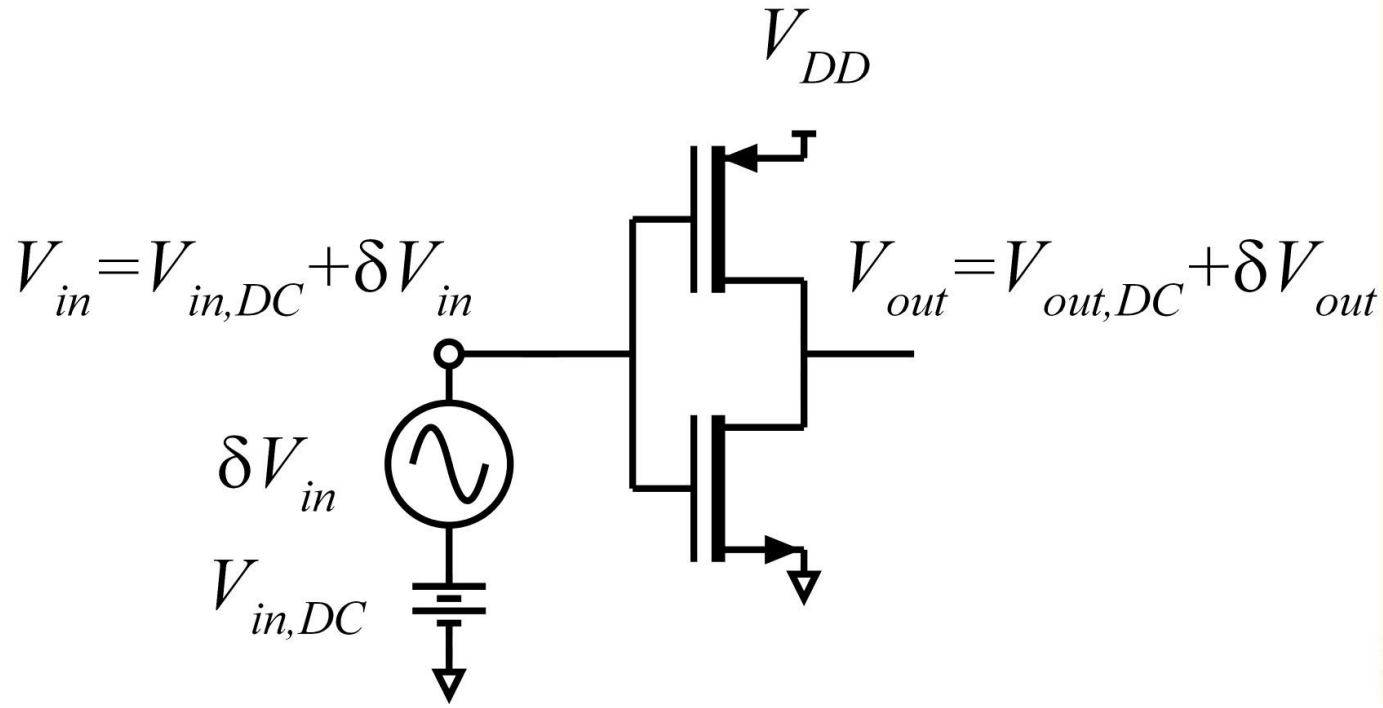 V_DD
V_in=V_in,DC+δV_in
V_out=V_out,DC+δV_out
δV_in
V_in,DC